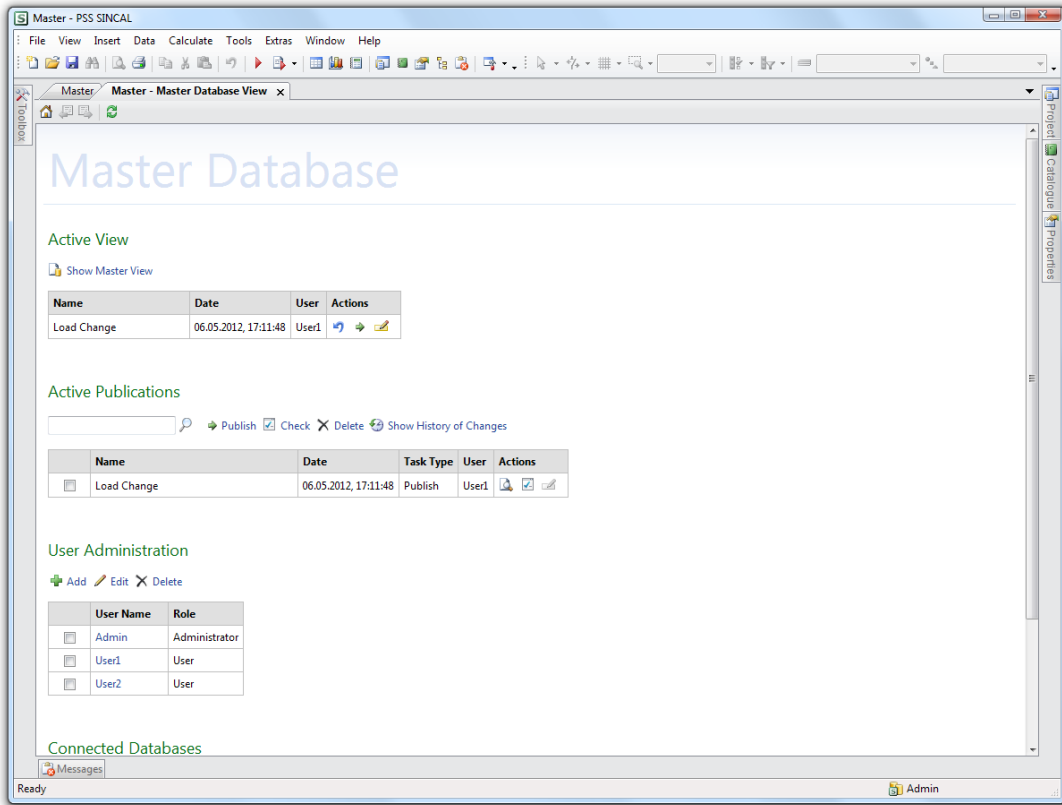 Master - PSS SINCAL
File View Insert Data Calculate Tools Extras Window Help
Master Master - Master Database View x
Toolbox
Project
Catalogue
Properties
Master Database
Active View
Show Master View
Name Date User Actions
Load Change 06.05.2012, 17:11:48 User1
Active Publications
Publish Check Delete Show History of Changes
Name Date Task Type User Actions
Load Change 06.05.2012, 17:11:48 Publish User1
User Administration
Add Edit Delete
User Name Role
Admin Administrator
User1 User
User2 User
Connected Databases
Messages
Ready Admin